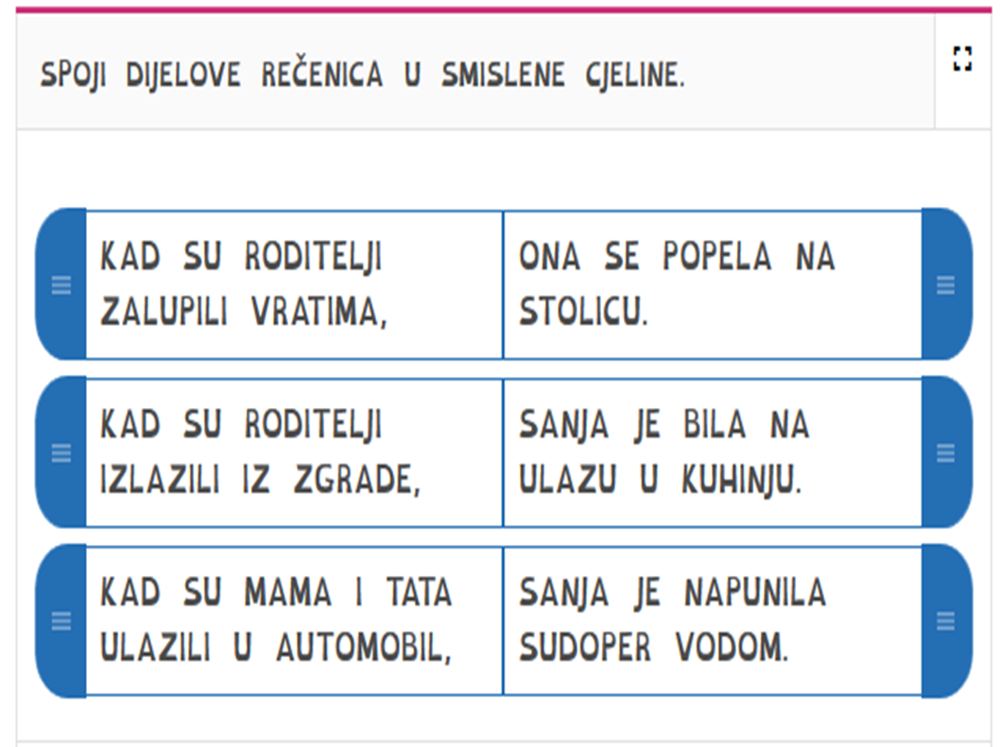 SPOJI DIJELOVE REČENICA U SMISLENE CJELINE.
KAD SU RODITELJI
ZALUPILI VRATIMA,
ONA SE POPELA NA
STOLICU.
KAD SU RODITELJI
IZLAZILI IZ ZGRADE,
SANJA JE BILA NA
ULAZU U KUHINJU.
KAD SU MAMA I TATA
ULAZILI U AUTOMOBIL,
SANJA JE NAPUNILA
SUDOPER VODOM.